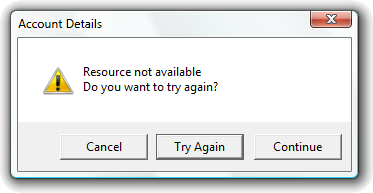 Account Details
Resource not available
Do you want to try again?
Cancel
Try Again
Continue